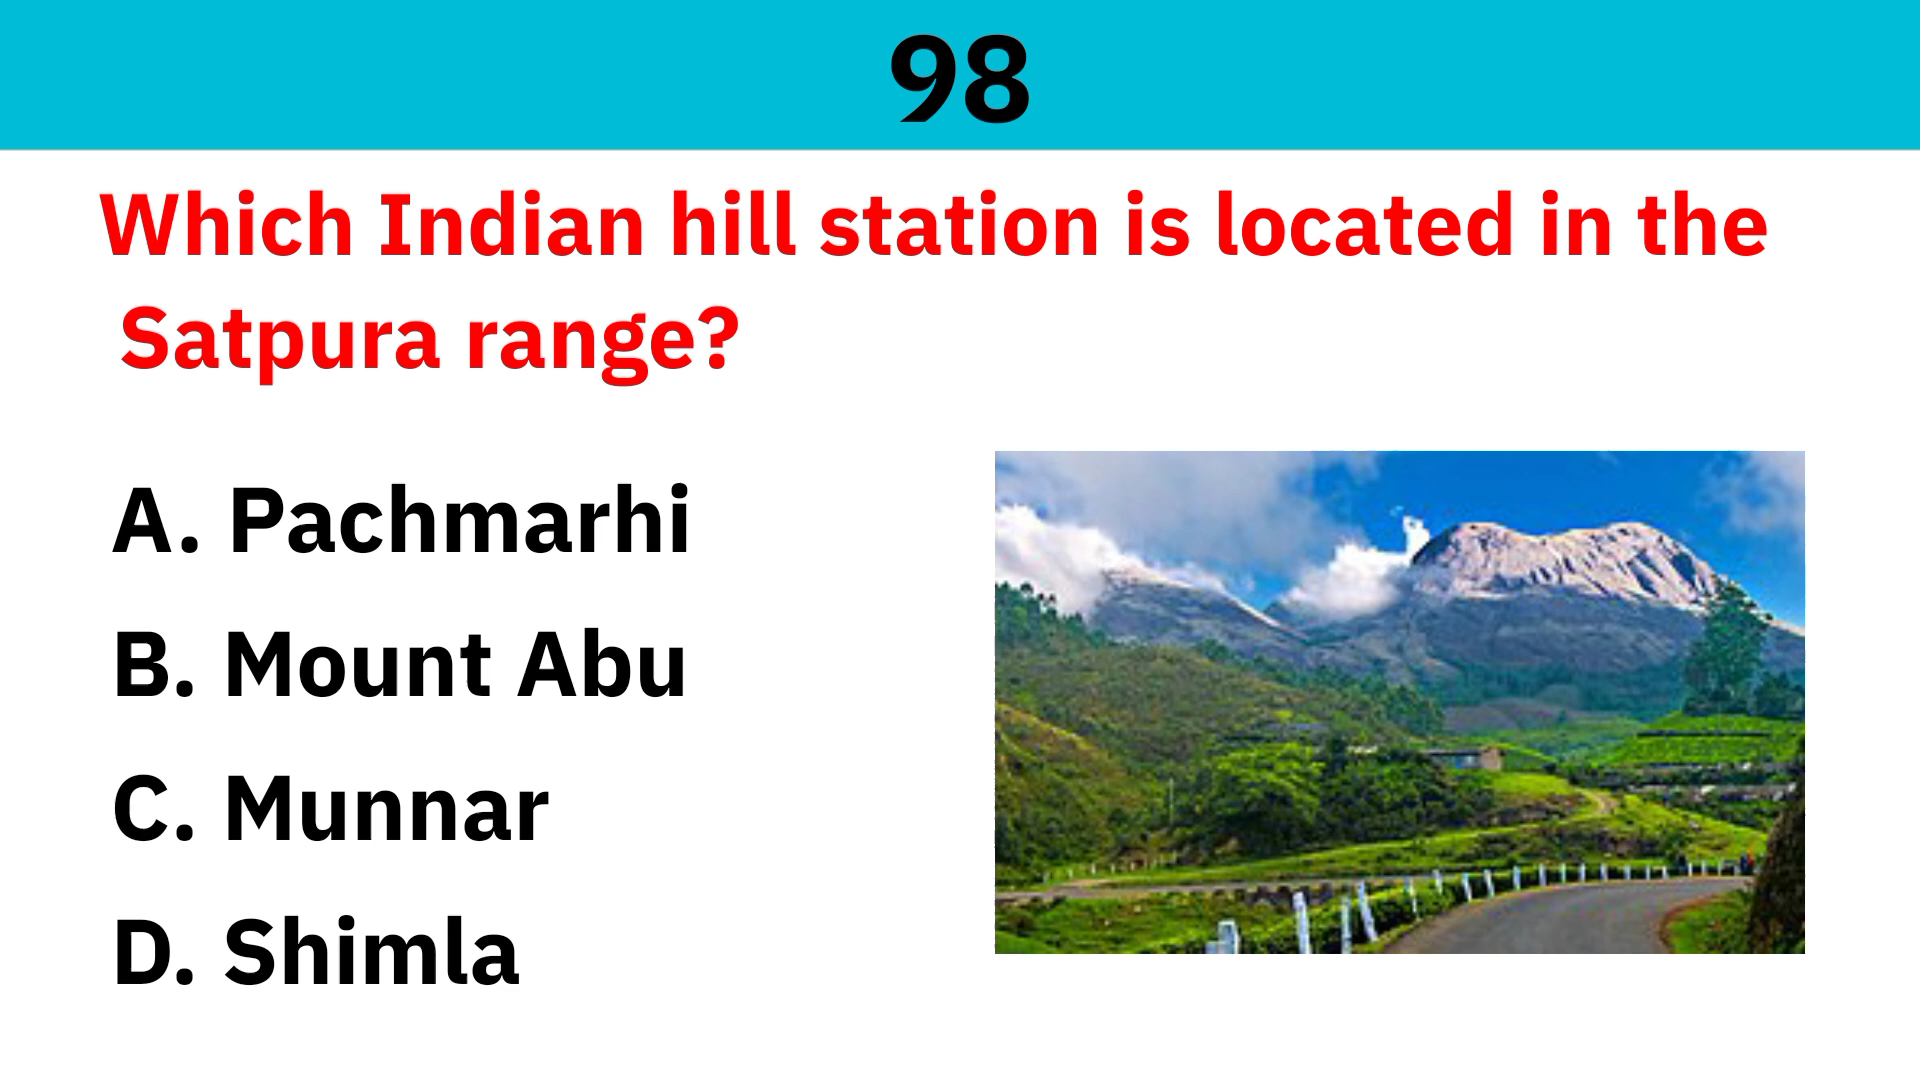 98
Which Indian hill station is located in the
Satpura range?
A. Pachmarhi
B. Mount Abu
C. Munnar
D. Shimla